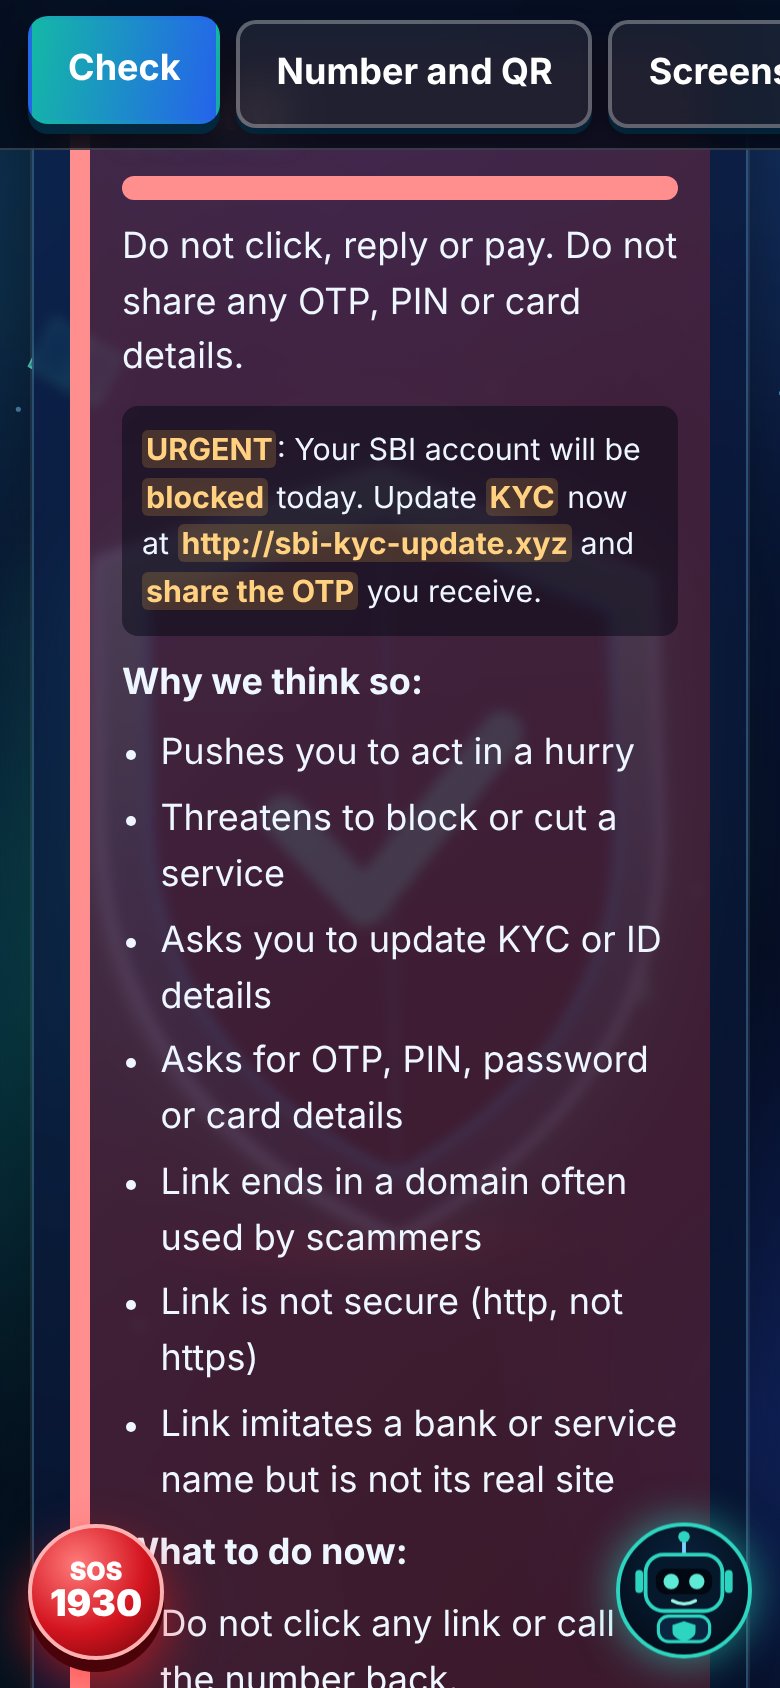 Check
Number and QR
Screens
Do not click, reply or pay. Do not
share any OTP, PIN or card
details.
URGENT: Your SBI account will be
blocked today. Update KYC now
at http://sbi-kyc-update.xyz and
share the OTP you receive.
Why we think so:
• Pushes you to act in a hurry
• Threatens to block or cut a
service
• Asks you to update KYC or ID
details
• Asks for OTP, PIN, password
or card details
• Link ends in a domain often
used by scammers
• Link is not secure (http, not
https)
• Link imitates a bank or service
name but is not its real site
What to do now:
SOS
1930
Do not click any link or call
the number back.